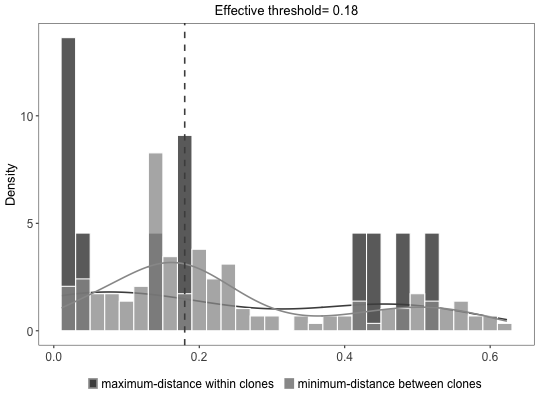 Effective threshold= 0.18
Density
10
5
0
0.0 0.2 0.4 0.6
maximum-distance within clones minimum-distance between clones